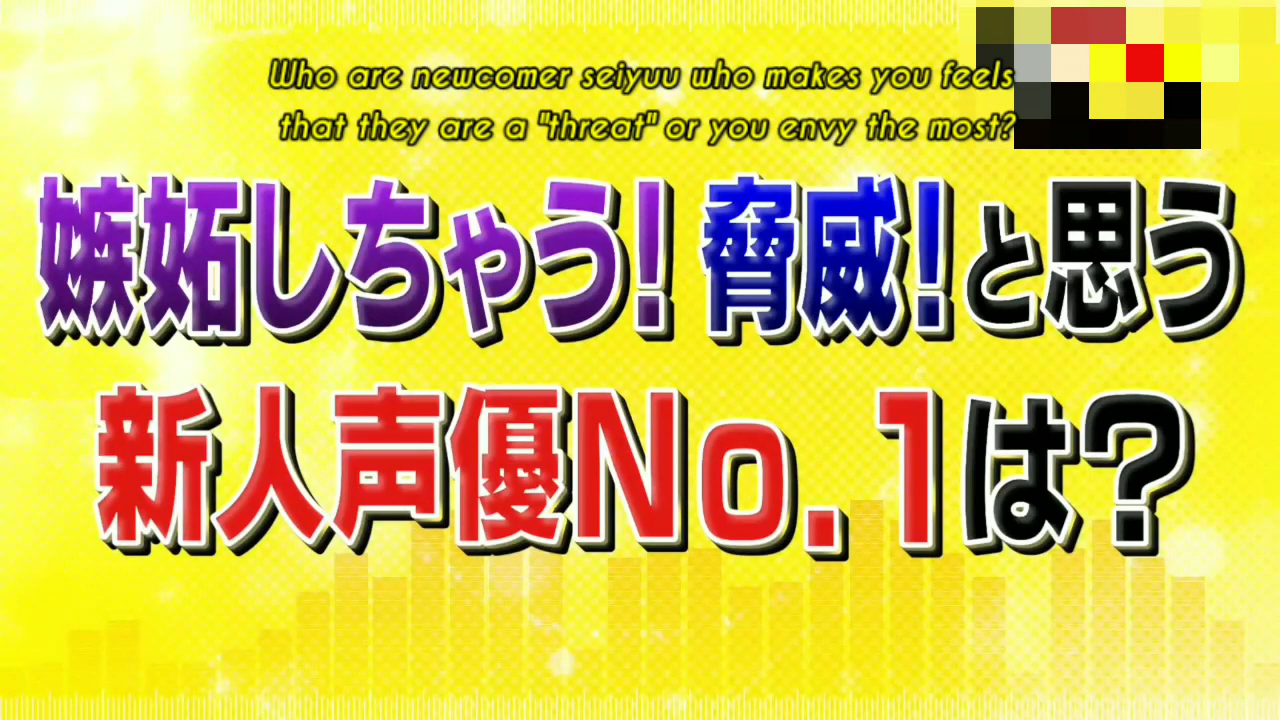 Who are newcomer seiyuu who makes you feels
that they are a "threat" or you envy the most?
嫉妬しちゃう!脅威!と思う
新人声優No.1は?